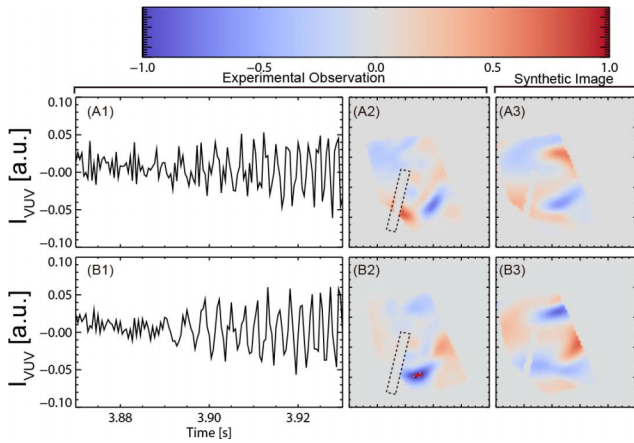 −1.0 −0.5 0.0 0.5 1.0
Experimental Observation Synthetic Image
0.10 (A1) (A2) (A3)
0.05
−0.00
−0.05
−0.10
I_VUV [a.u.]
0.10 (B1) (B2) (B3)
0.05
−0.00
−0.05
−0.10
I_VUV [a.u.]
3.88 3.90 3.92
Time [s]